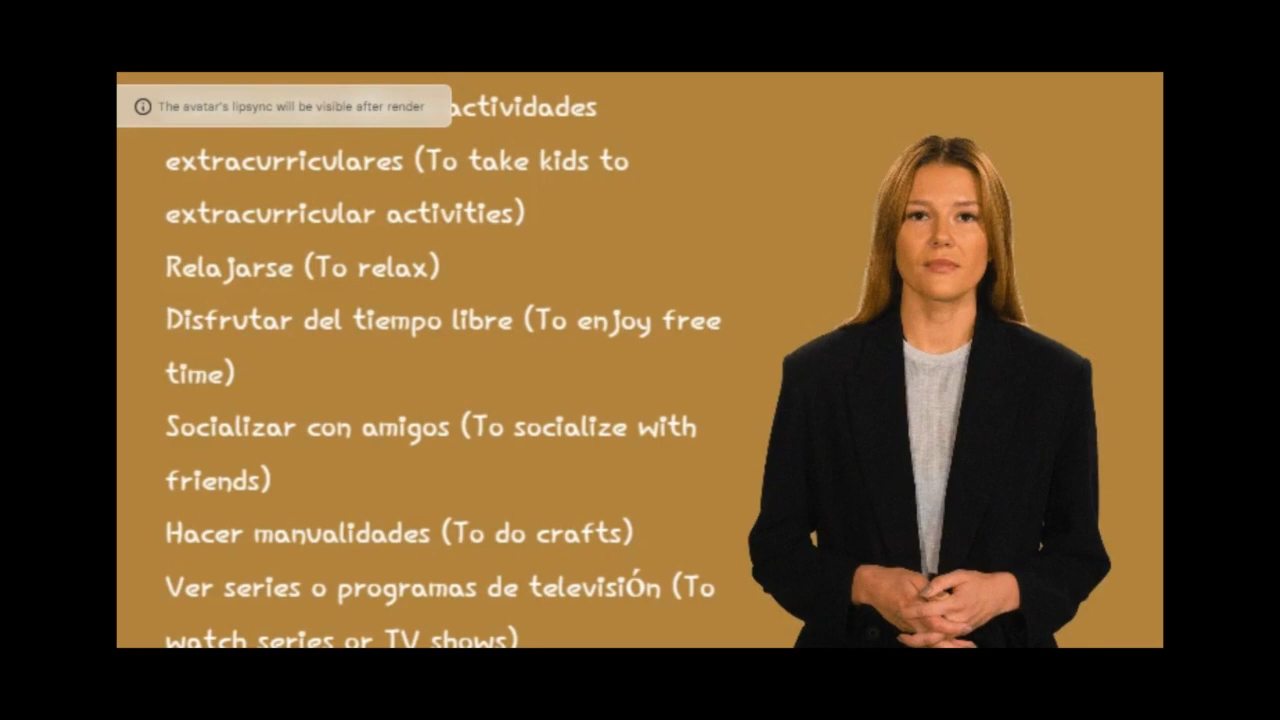 The avatar's lipsync will be visible after render
actividades
extracurriculares (To take kids to
extracurricular activities)
Relajarse (To relax)
Disfrutar del tiempo libre (To enjoy free
time)
Socializar con amigos (To socialize with
friends)
Hacer manualidades (To do crafts)
Ver series o programas de televisiÓn (To
watch series or TV shows)